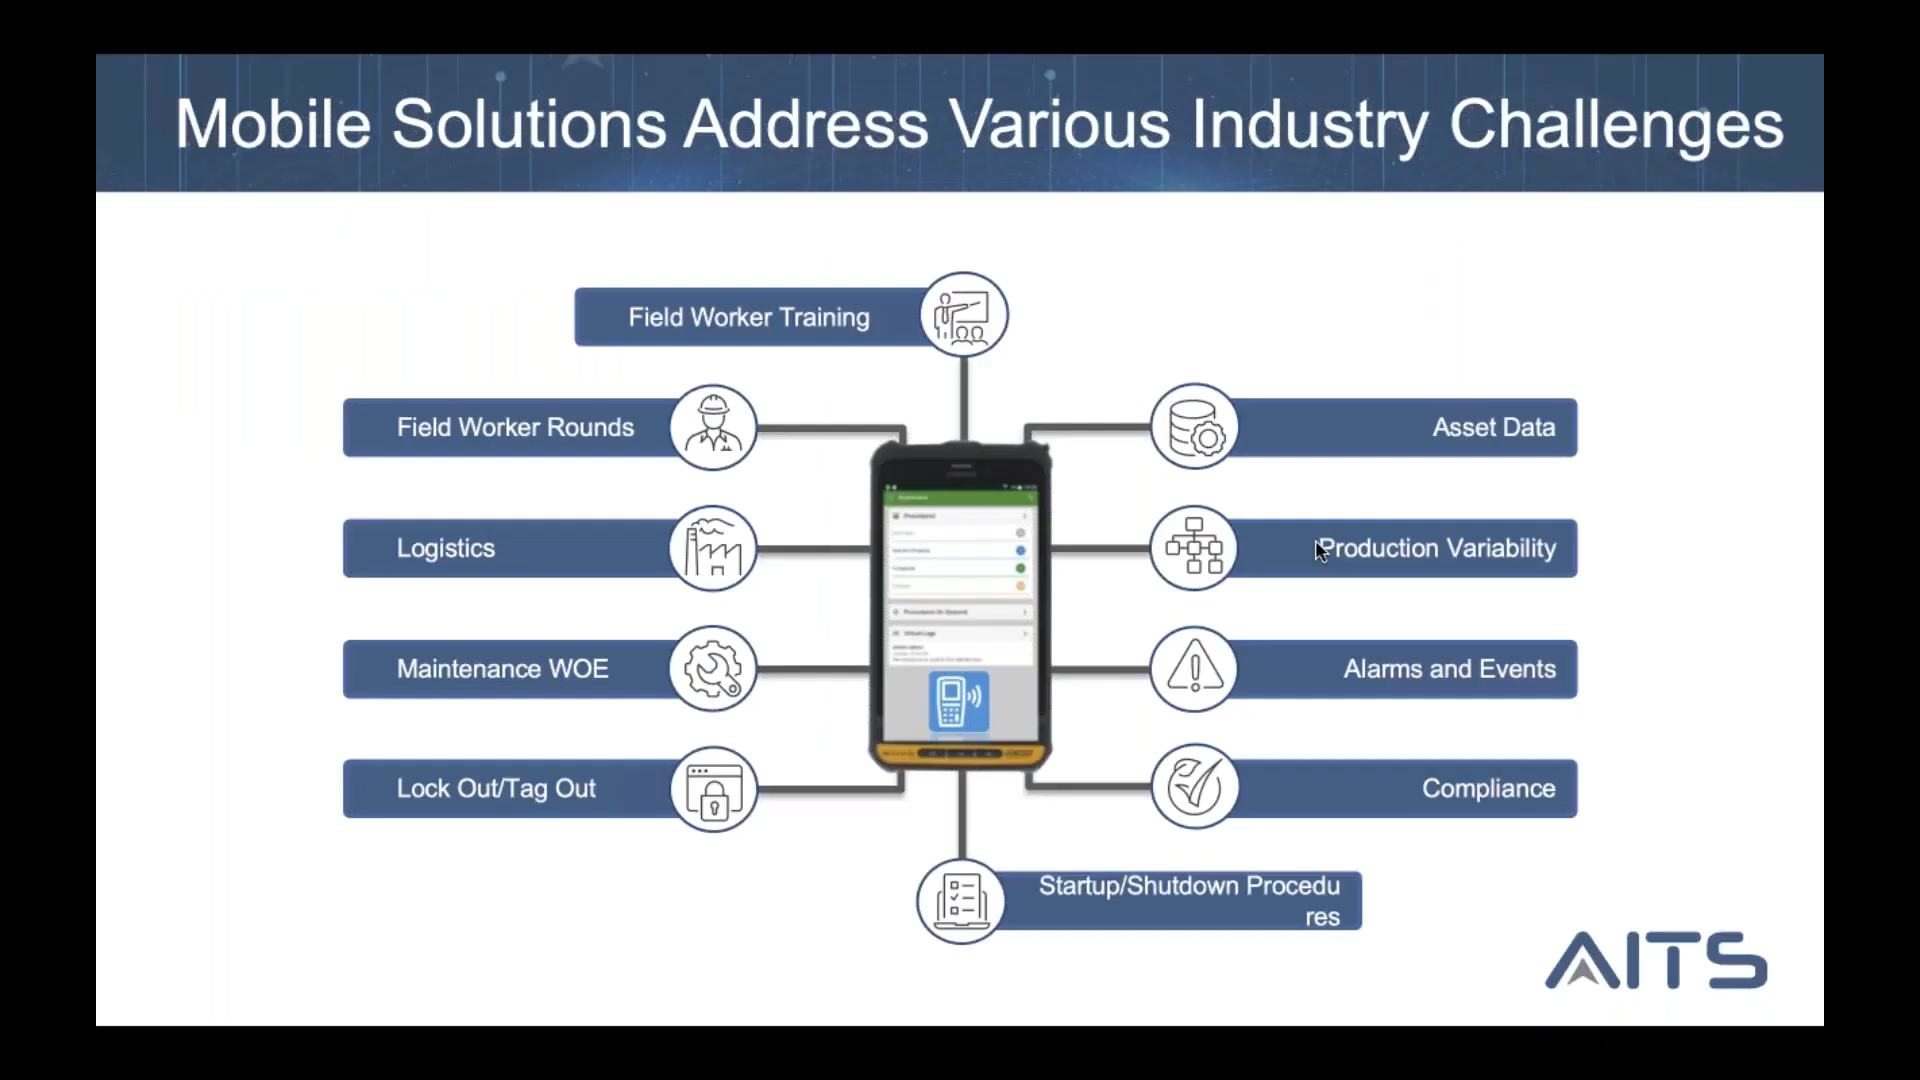 Mobile Solutions Address Various Industry Challenges
Field Worker Training
Field Worker Rounds
Asset Data
Logistics
Production Variability
Maintenance WOE
Alarms and Events
Lock Out/Tag Out
Compliance
Startup/Shutdown Procedu
res
AITS